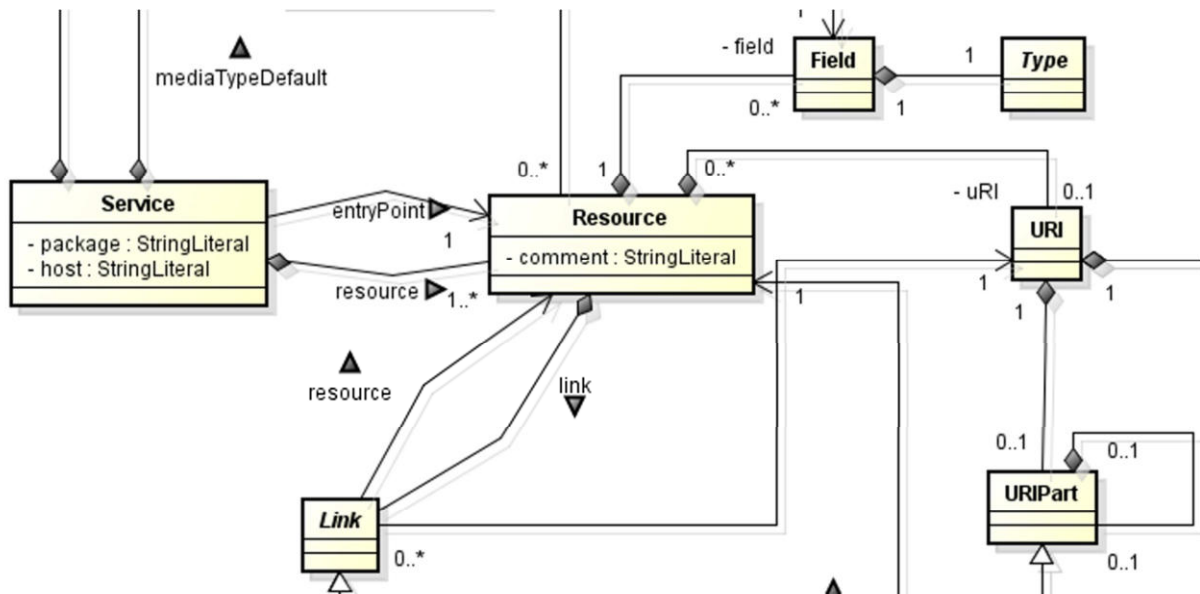 1
- field
Field
1
Type
mediaTypeDefault
0..*
1
0..*
0..*
1
- uRI
0..1
Service
entryPoint
Resource
URI
- package : StringLiteral
- host : StringLiteral
1
- comment : StringLiteral
resource
1..*
1
1
1
1
resource
link
0..1
0..1
URIPart
Link
0..*
0..1